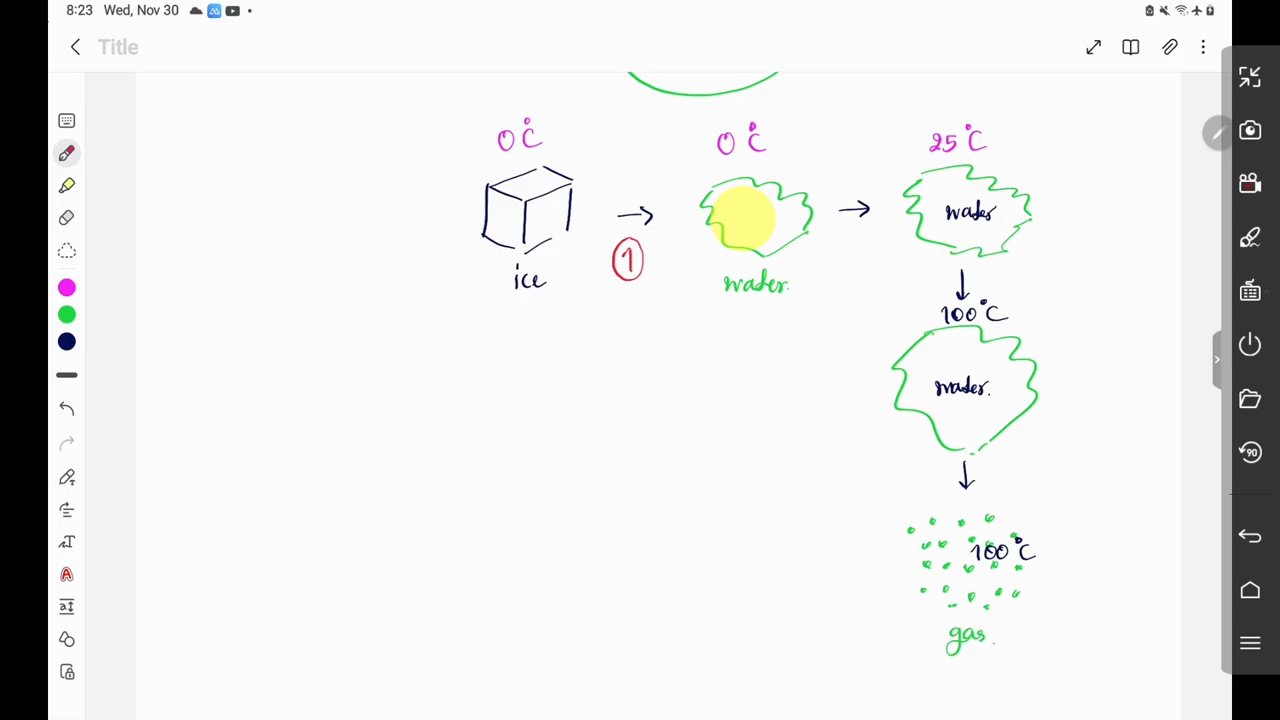 8:23 Wed, Nov 30
Title
0°C
0°C
25°C
water
ice
1
water.
100°C
water.
100°C
gas.